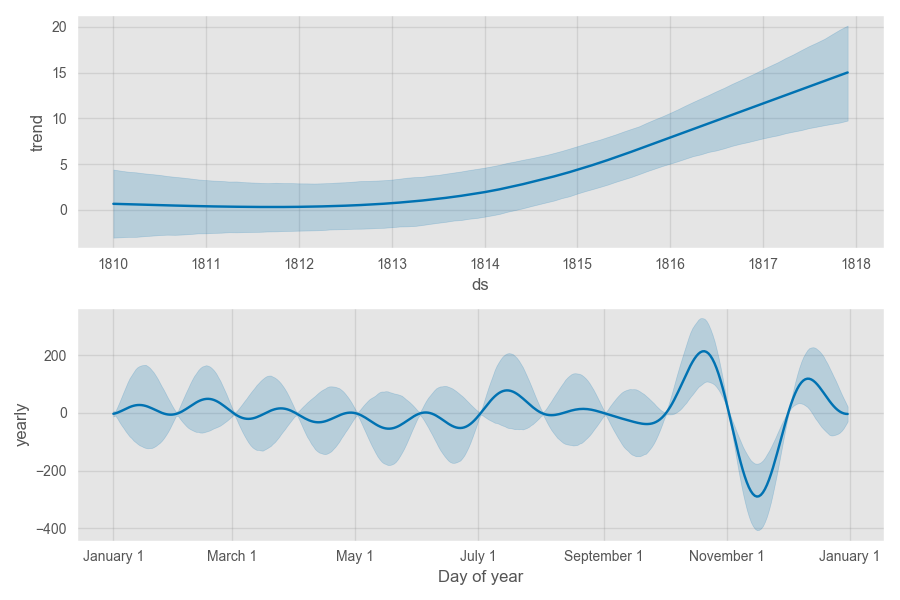 20
15
10
5
0
trend
1810 1811 1812 1813 1814 1815 1816 1817 1818
ds
200
0
−200
−400
yearly
January 1 March 1 May 1 July 1 September 1 November 1 January 1
Day of year